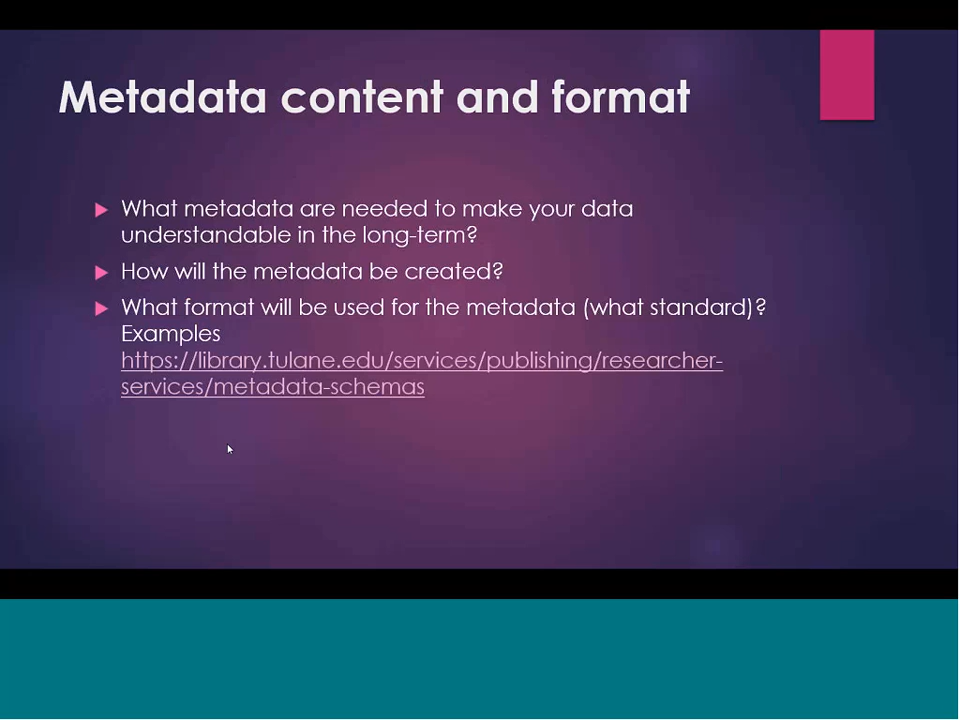 Metadata content and format
What metadata are needed to make your data
understandable in the long-term?
How will the metadata be created?
What format will be used for the metadata (what standard)?
Examples
https://library.tulane.edu/services/publishing/researcher-
services/metadata-schemas